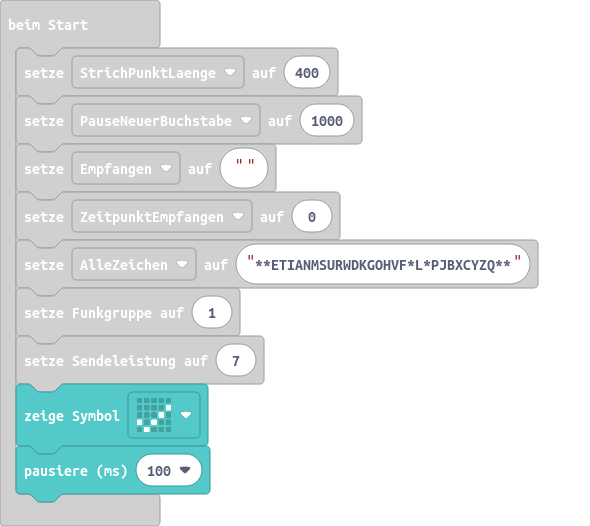 beim Start
setze StrichPunktLaenge auf 400
setze PauseNeuerBuchstabe auf 1000
setze Empfangen auf " "
setze ZeitpunktEmpfangen auf 0
setze AlleZeichen auf "**ETIANMSURWDKGOHVF*L*PJBXCYZQ**"
setze Funkgruppe auf 1
setze Sendeleistung auf 7
zeige Symbol
pausiere (ms) 100